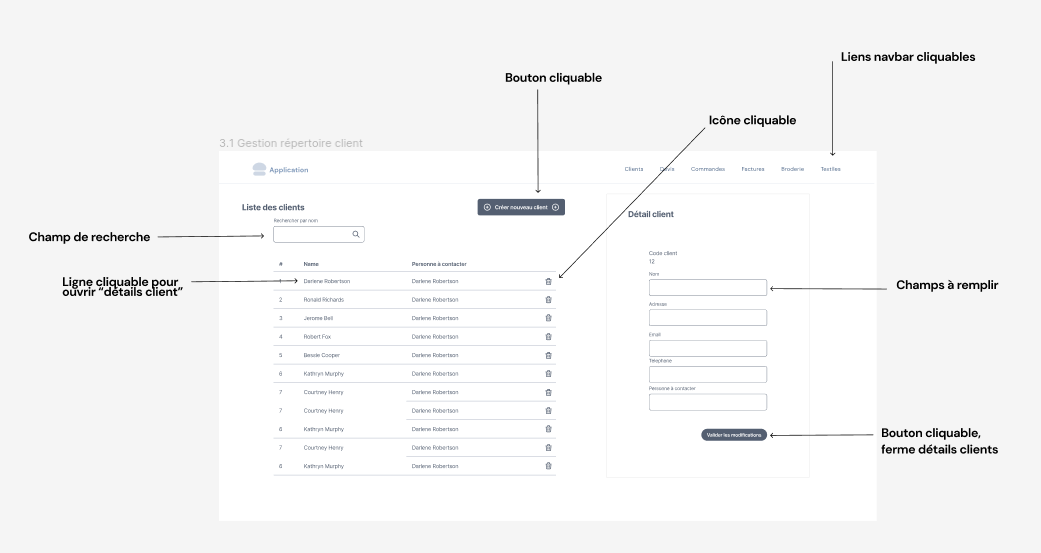 Liens navbar cliquables
Bouton cliquable
Icône cliquable
3.1 Gestion répertoire client
Application
Clients Devis Commandes Factures Broderie Textiles
Liste des clients
Créer nouveau client
Détail client
Rechercher par nom
Champ de recherche
# Name Personne à contacter
Ligne cliquable pour
ouvrir “détails client”
1 Darlene Robertson Darlene Robertson
2 Ronald Richards Darlene Robertson
3 Jerome Bell Darlene Robertson
4 Robert Fox Darlene Robertson
5 Bessie Cooper Darlene Robertson
6 Kathryn Murphy Darlene Robertson
7 Courtney Henry Darlene Robertson
7 Courtney Henry Darlene Robertson
6 Kathryn Murphy Darlene Robertson
7 Courtney Henry Darlene Robertson
6 Kathryn Murphy Darlene Robertson
Code client
12
Nom
Champs à remplir
Adresse
Email
Telephone
Personne à contacter
Valider les modifications
Bouton cliquable,
ferme détails clients